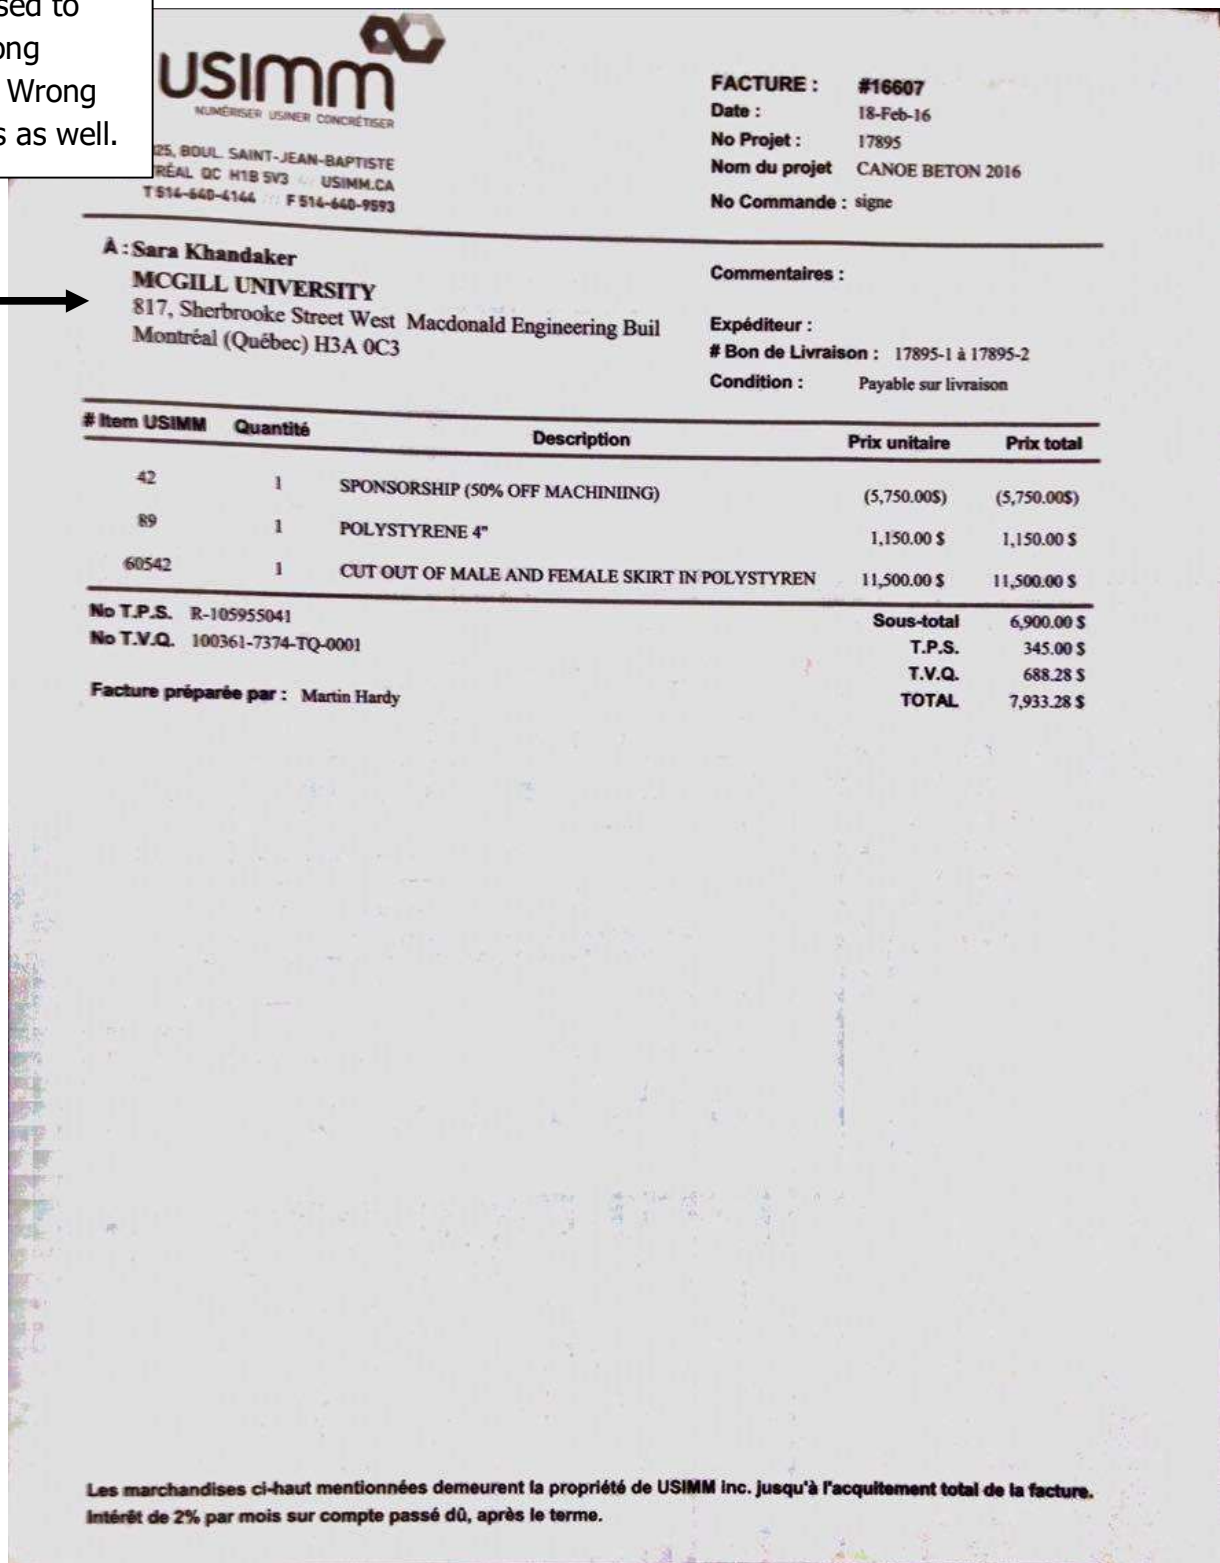 sed to
ong
Wrong
s as well.
usimm
NUMÉRISER USINER CONCRÉTISER
25, BOUL. SAINT-JEAN-BAPTISTE
RÉAL QC H1B 5V3 USIMM.CA
T 514-640-4144 F 514-640-9593
FACTURE : #16607
Date : 18-Feb-16
No Projet : 17895
Nom du projet CANOE BETON 2016
No Commande : signe
À : Sara Khandaker
MCGILL UNIVERSITY
817, Sherbrooke Street West Macdonald Engineering Buil
Montréal (Québec) H3A 0C3
Commentaires :
Expéditeur :
# Bon de Livraison : 17895-1 à 17895-2
Condition : Payable sur livraison
# Item USIMM Quantité Description Prix unitaire Prix total
42 1 SPONSORSHIP (50% OFF MACHINIING) (5,750.00$) (5,750.00$)
89 1 POLYSTYRENE 4" 1,150.00 $ 1,150.00 $
60542 1 CUT OUT OF MALE AND FEMALE SKIRT IN POLYSTYREN 11,500.00 $ 11,500.00 $
No T.P.S. R-105955041
No T.V.Q. 100361-7374-TQ-0001
Facture préparée par : Martin Hardy
Sous-total 6,900.00 $
T.P.S. 345.00 $
T.V.Q. 688.28 $
TOTAL 7,933.28 $
Les marchandises ci-haut mentionnées demeurent la propriété de USIMM Inc. jusqu'à l'acquitement total de la facture.
Intérêt de 2% par mois sur compte passé dû, après le terme.